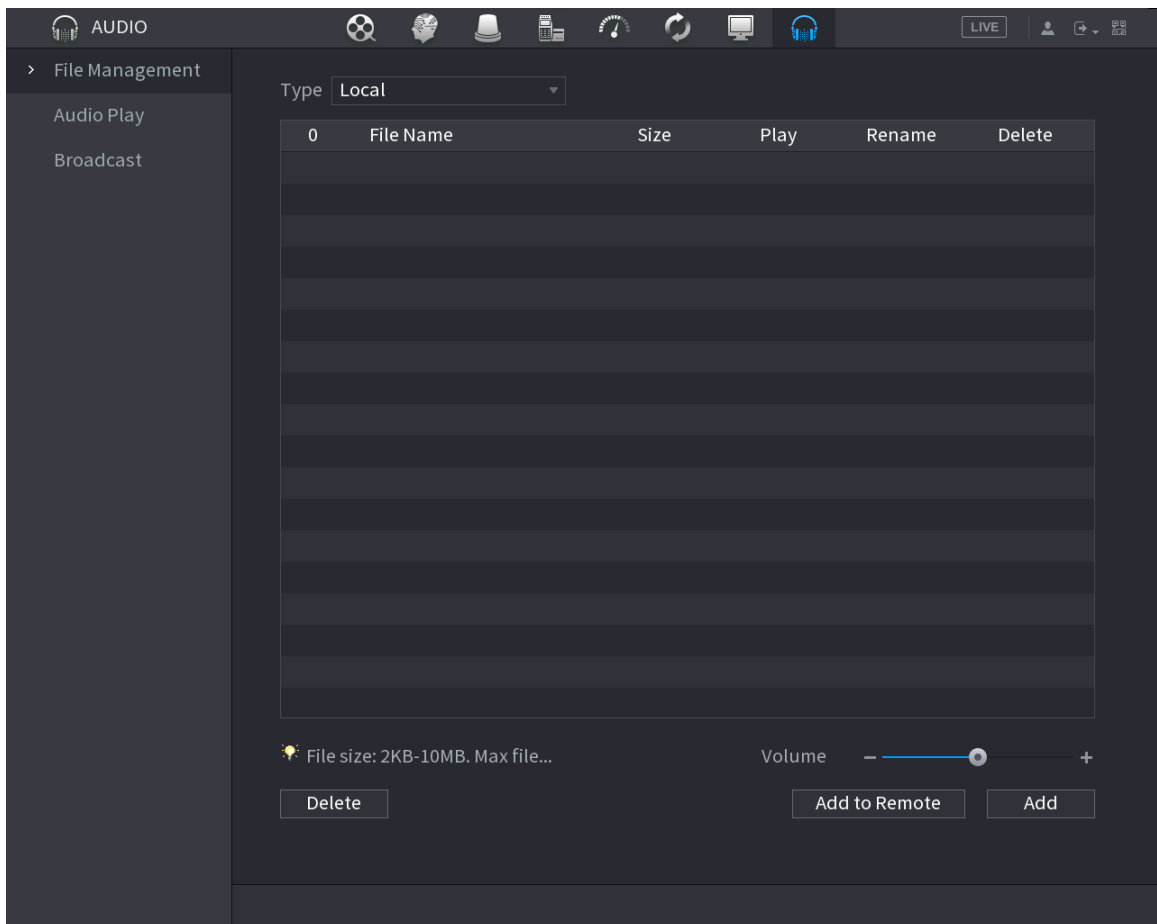 AUDIO
LIVE
File Management
Audio Play
Broadcast
Type Local
0 File Name Size Play Rename Delete
File size: 2KB-10MB. Max file...
Volume
Delete
Add to Remote
Add